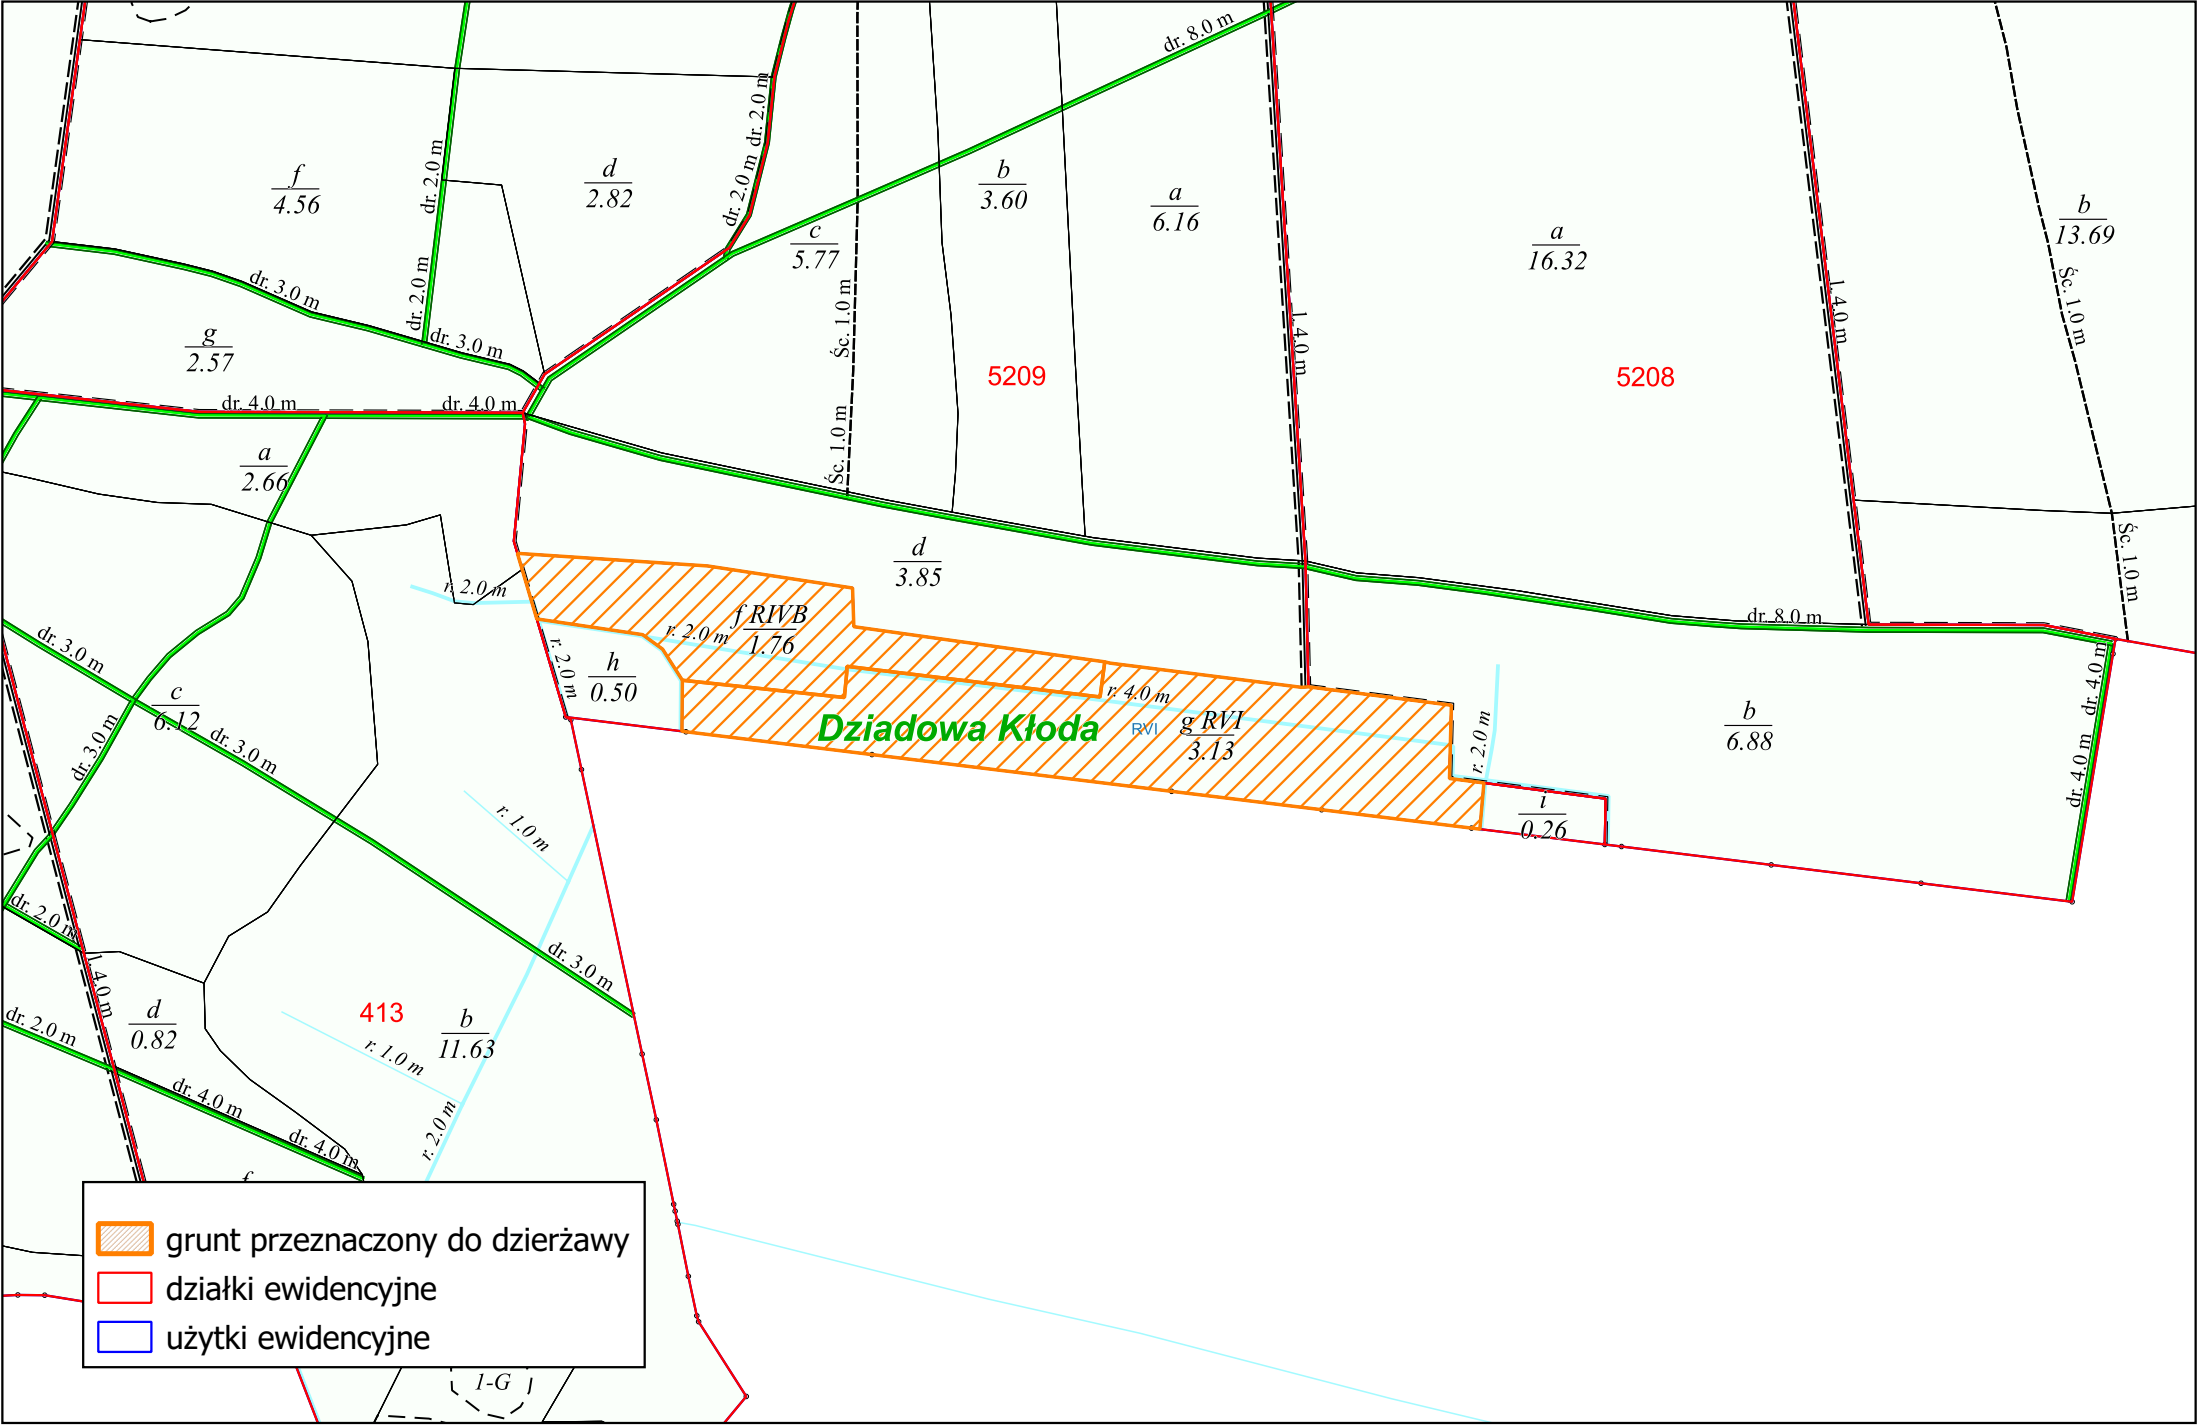 dr. 8.0 m
dr. 2.0 m
dr. 2.0 m
dr. 2.0 m
dr. 2.0 m
f
4.56
d
2.82
b
3.60
a
6.16
c
5.77
a
16.32
b
13.69
Śc. 1.0 m
Śc. 1.0 m
Śc. 1.0 m
Śc. 1.0 m
l. 4.0 m
l. 4.0 m
dr. 3.0 m
dr. 3.0 m
g
2.57
5209
5208
dr. 4.0 m
dr. 4.0 m
a
2.66
d
3.85
r. 2.0 m
f RIVB
1.76
r. 2.0 m
dr. 8.0 m
r. 2.0 m
h
0.50
r. 4.0 m
Dziadowa Kłoda
RVI
g RVI
3.13
r. 2.0 m
b
6.88
dr. 4.0 m
dr. 4.0 m
i
0.26
dr. 3.0 m
c
6.12
dr. 3.0 m
dr. 3.0 m
r. 1.0 m
dr. 2.0 m
dr. 3.0 m
l. 4.0 m
d
0.82
413
b
11.63
r. 1.0 m
dr. 2.0 m
dr. 4.0 m
dr. 4.0 m
r. 2.0 m
f
grunt przeznaczony do dzierżawy
działki ewidencyjne
użytki ewidencyjne
1-G